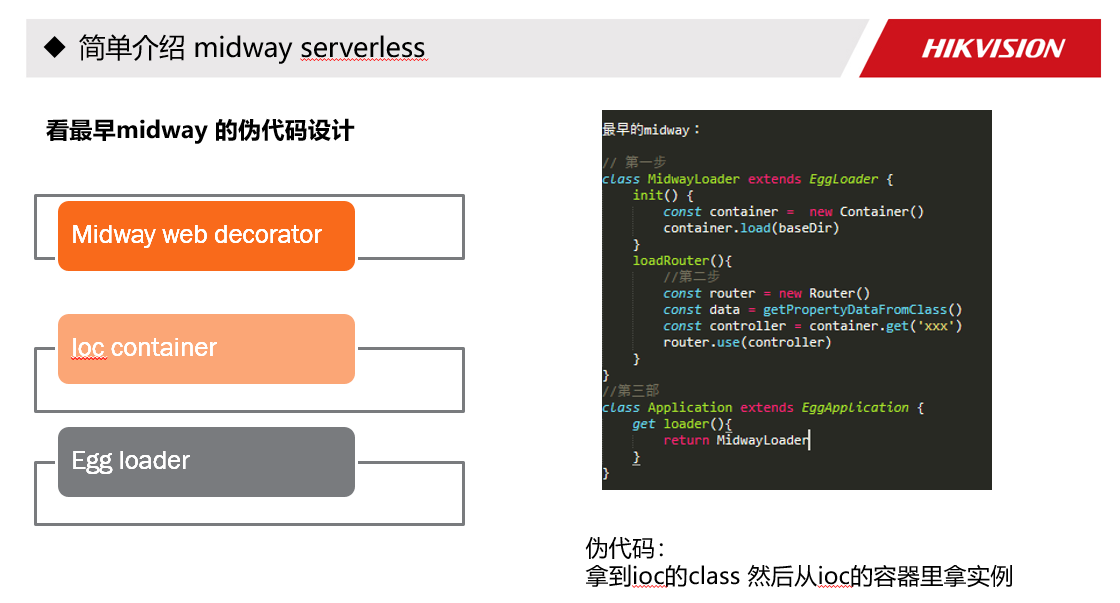 ◆ 简单介绍 midway serverless
HIKVISION
看最早midway 的伪代码设计
Midway web decorator
Ioc container
Egg loader
最早的midway：
// 第一步
class MidwayLoader extends EggLoader {
    init() {
        const container =  new Container()
        container.load(baseDir)
    }
    loadRouter(){
        //第二步
        const router = new Router()
        const data = getPropertyDataFromClass()
        const controller = container.get('xxx')
        router.use(controller)
    }
}
//第三部
class Application extends EggApplication {
    get loader(){
        return MidwayLoader
    }
}
伪代码：
拿到ioc的class 然后从ioc的容器里拿实例